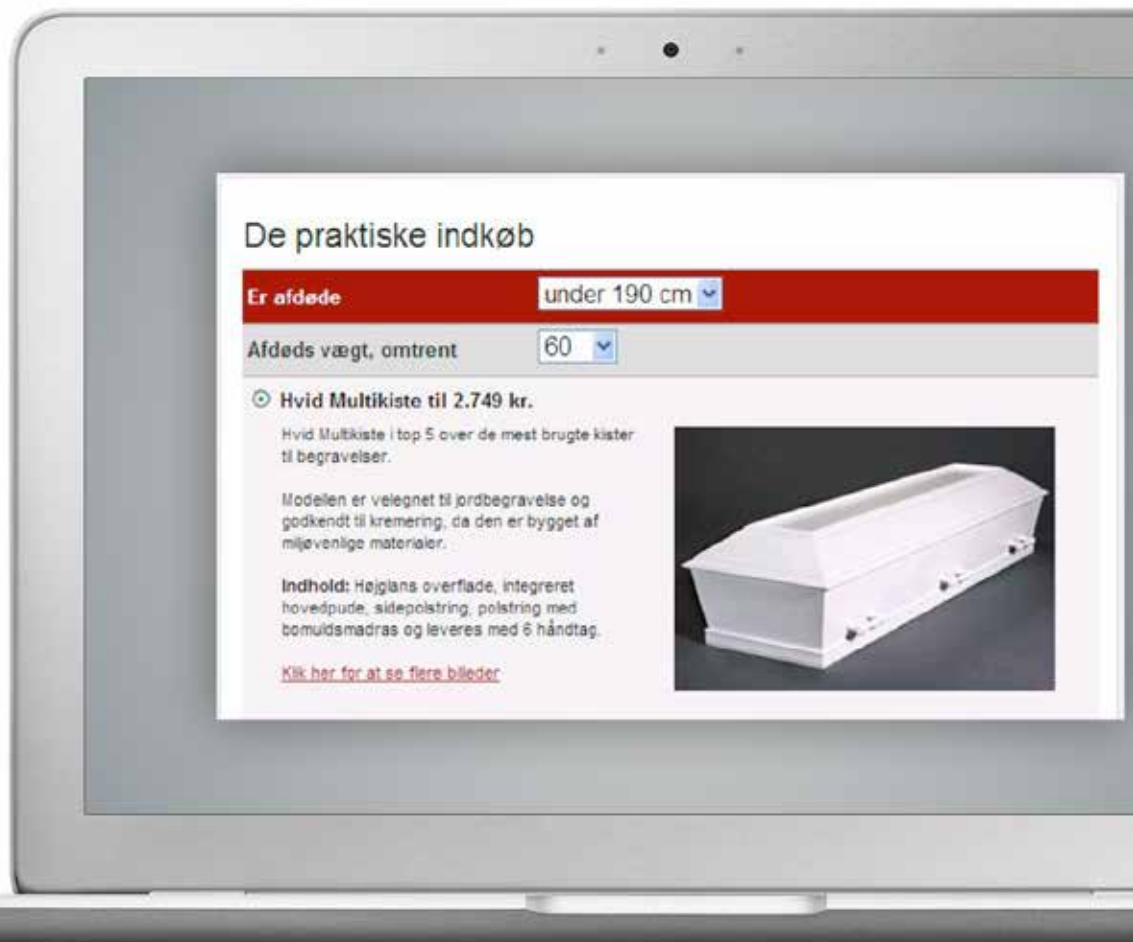 De praktiske indkøb
Er afdøde under 190 cm
Afdøds vægt, omtrent 60
Hvid Multikiste til 2.749 kr.
Hvid Multikiste i top 5 over de mest brugte kister
til begravelser.
Modellen er velegnet til jordbegravelse og
godkendt til kremering, da den er bygget af
miljøvenlige materialer.
Indhold: Højglans overflade, integreret
hovedpude, sidepolstring, polstring med
bomuldsmadras og leveres med 6 håndtag.
Klik her for at se flere billeder